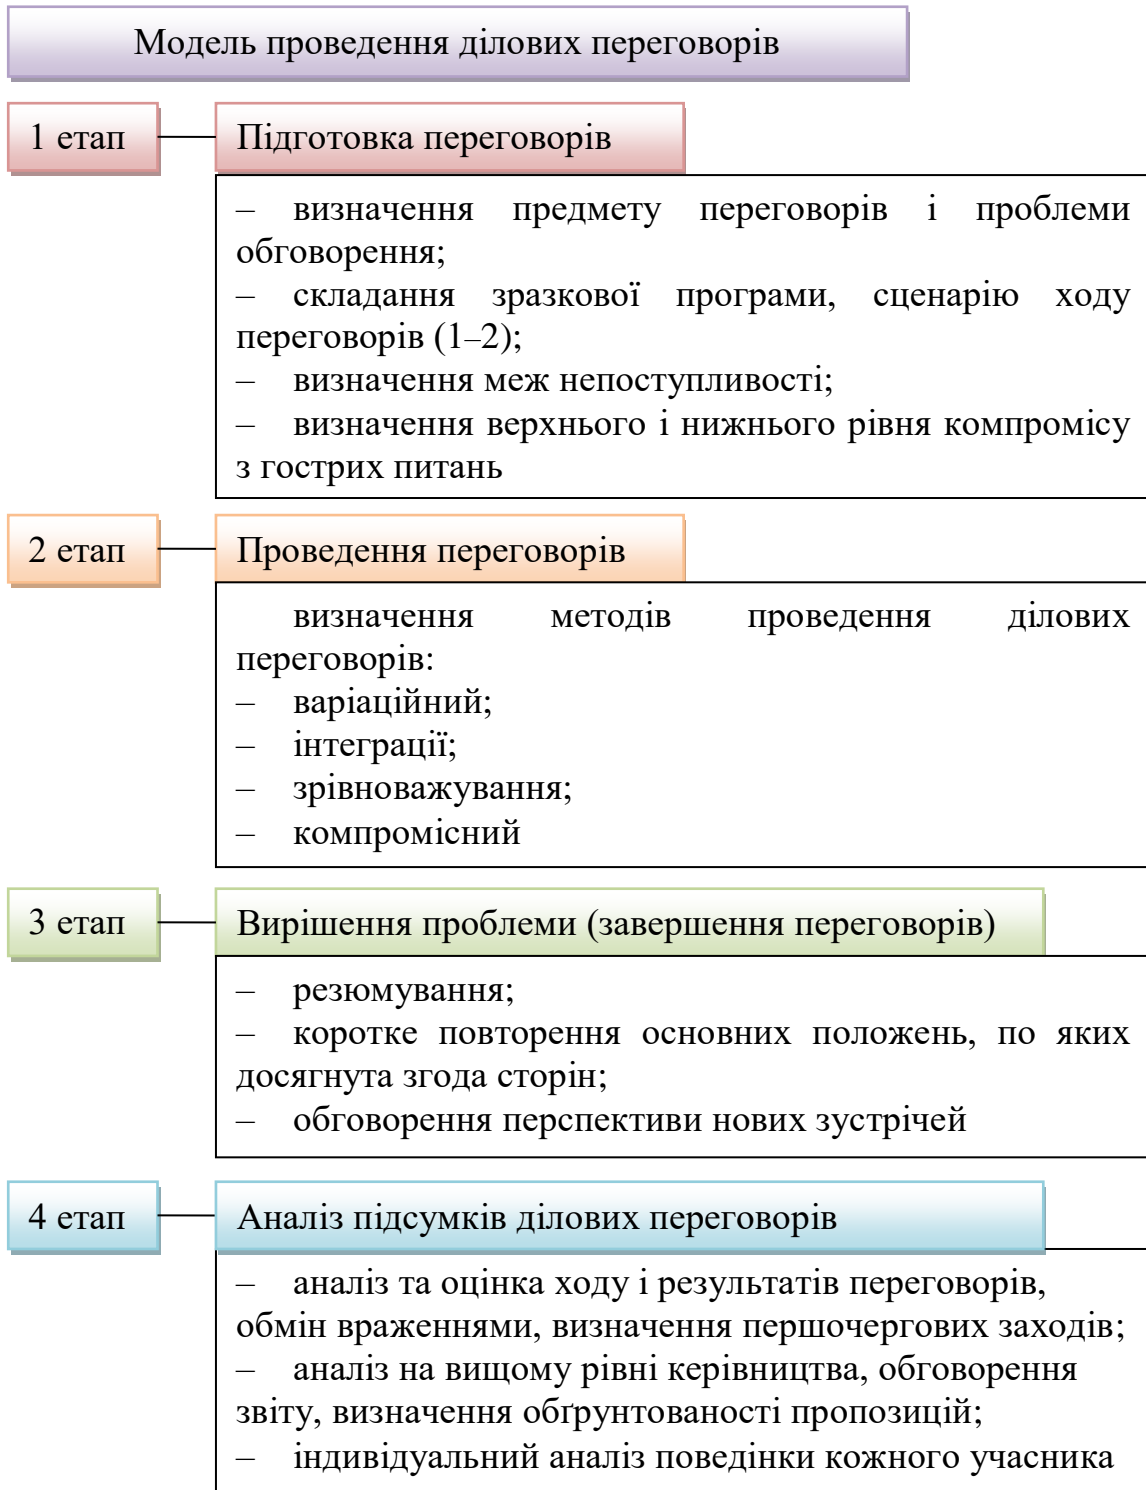 Модель проведення ділових переговорів
1 етап
Підготовка переговорів
– визначення предмету переговорів і проблеми
обговорення;
– складання зразкової програми, сценарію ходу
переговорів (1–2);
– визначення меж непоступливості;
– визначення верхнього і нижнього рівня компромісу
з гострих питань
2 етап
Проведення переговорів
визначення методів проведення ділових
переговорів:
– варіаційний;
– інтеграції;
– зрівноважування;
– компромісний
3 етап
Вирішення проблеми (завершення переговорів)
– резюмування;
– коротке повторення основних положень, по яких
досягнута згода сторін;
– обговорення перспективи нових зустрічей
4 етап
Аналіз підсумків ділових переговорів
– аналіз та оцінка ходу і результатів переговорів,
обмін враженнями, визначення першочергових заходів;
– аналіз на вищому рівні керівництва, обговорення
звіту, визначення обґрунтованості пропозицій;
– індивідуальний аналіз поведінки кожного учасника